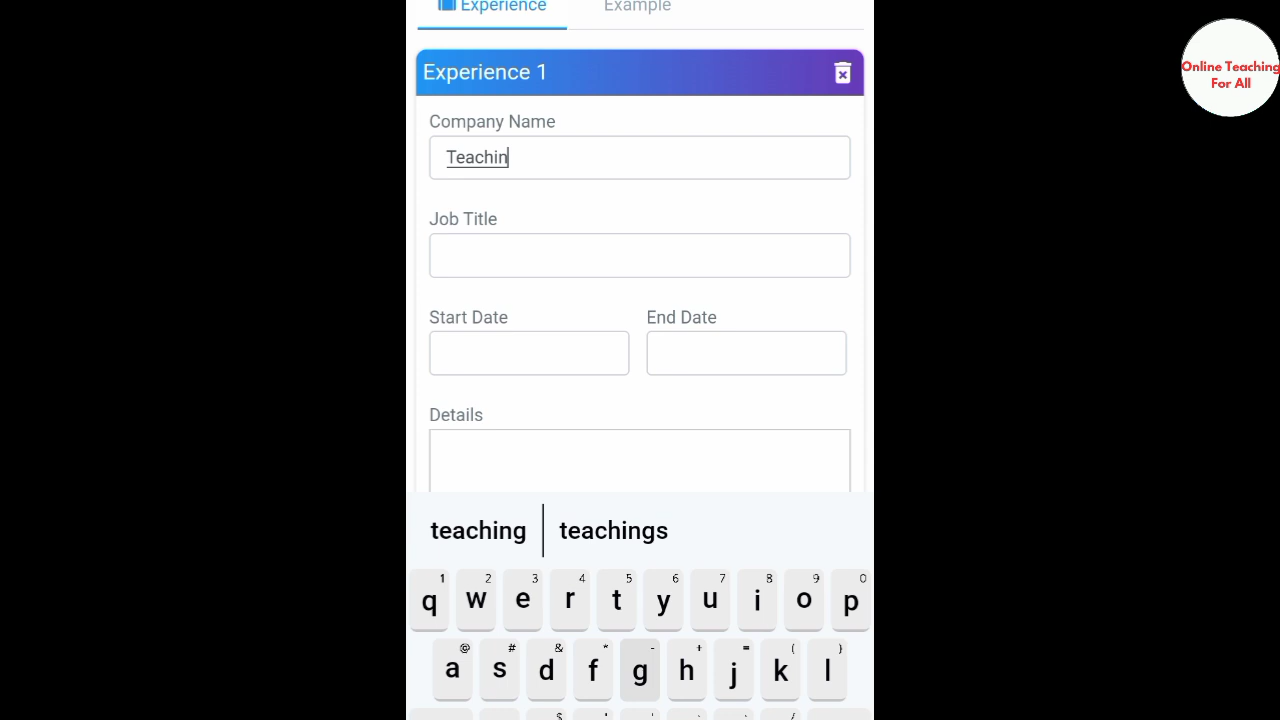 Experience
Example
Online Teaching
For All
Experience 1
Company Name
Teachin
Job Title
Start Date
End Date
Details
teaching
teachings
1 2 3 4 5 6 7 8 9 0
q w e r t y u i o p
@ # & * - + = ( )
a s d f g h j k l